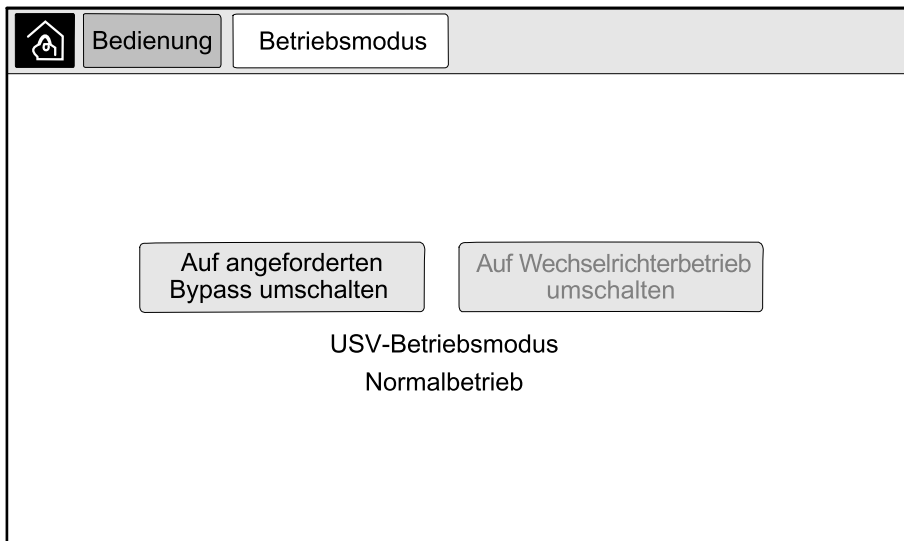 Bedienung Betriebsmodus
Auf angeforderten
Bypass umschalten
Auf Wechselrichterbetrieb
umschalten
USV-Betriebsmodus
Normalbetrieb